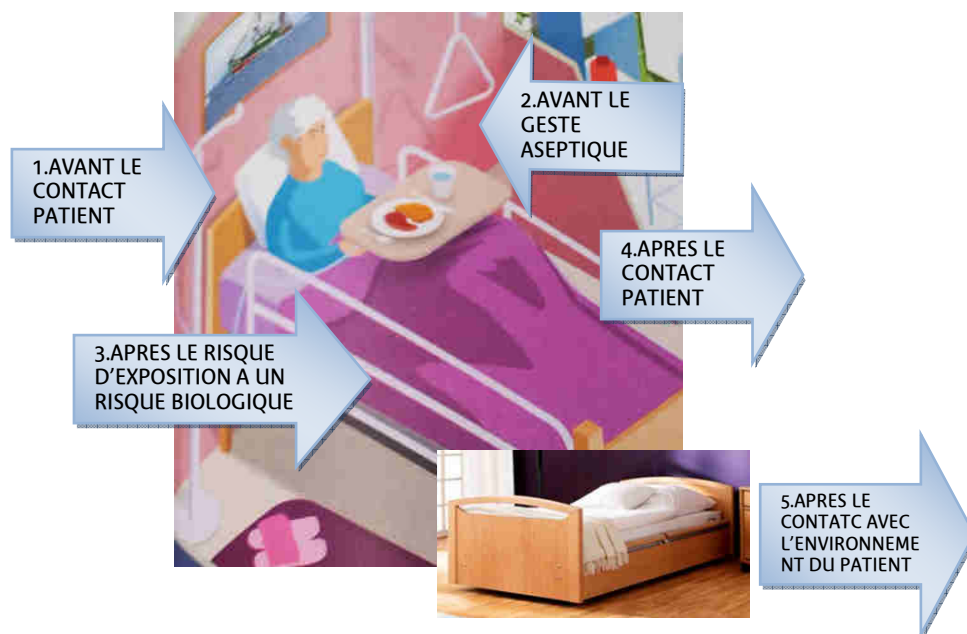 1.AVANT LE
CONTACT
PATIENT
2.AVANT LE
GESTE
ASEPTIQUE
3.APRES LE RISQUE
D'EXPOSITION A UN
RISQUE BIOLOGIQUE
4.APRES LE
CONTACT
PATIENT
5.APRES LE
CONTATC AVEC
L'ENVIRONNEME
NT DU PATIENT